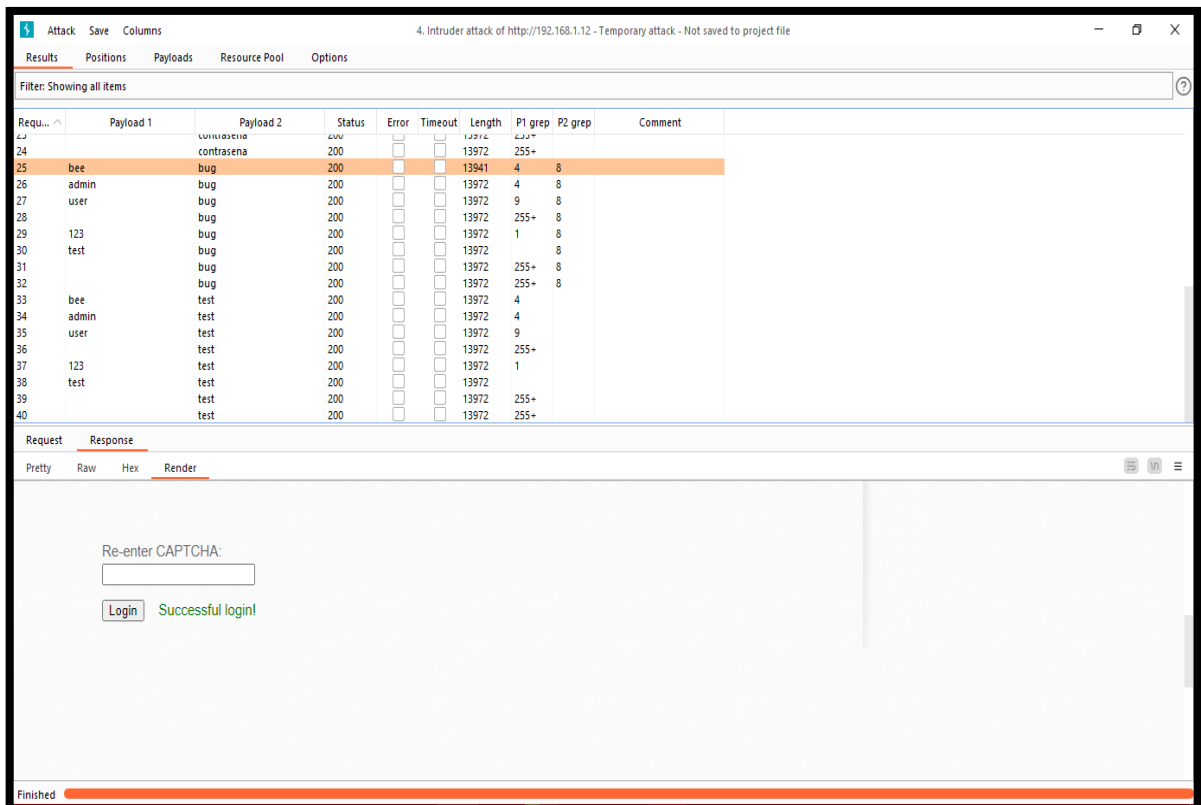 Attack Save Columns 4. Intruder attack of http://192.168.1.12 - Temporary attack - Not saved to project file
Results Positions Payloads Resource Pool Options
Filter: Showing all items
Requ... Payload 1 Payload 2 Status Error Timeout Length P1 grep P2 grep Comment
23 contrasena 200 13972 255+
24 contrasena 200 13972 255+
25 bee bug 200 13941 4 8
26 admin bug 200 13972 4 8
27 user bug 200 13972 9 8
28 bug 200 13972 255+ 8
29 123 bug 200 13972 1 8
30 test bug 200 13972 8
31 bug 200 13972 255+ 8
32 bug 200 13972 255+ 8
33 bee test 200 13972 4
34 admin test 200 13972 4
35 user test 200 13972 9
36 test 200 13972 255+
37 123 test 200 13972 1
38 test test 200 13972
39 test 200 13972 255+
40 test 200 13972 255+
Request Response
Pretty Raw Hex Render \n
Re-enter CAPTCHA:
Login Successful login!
Finished